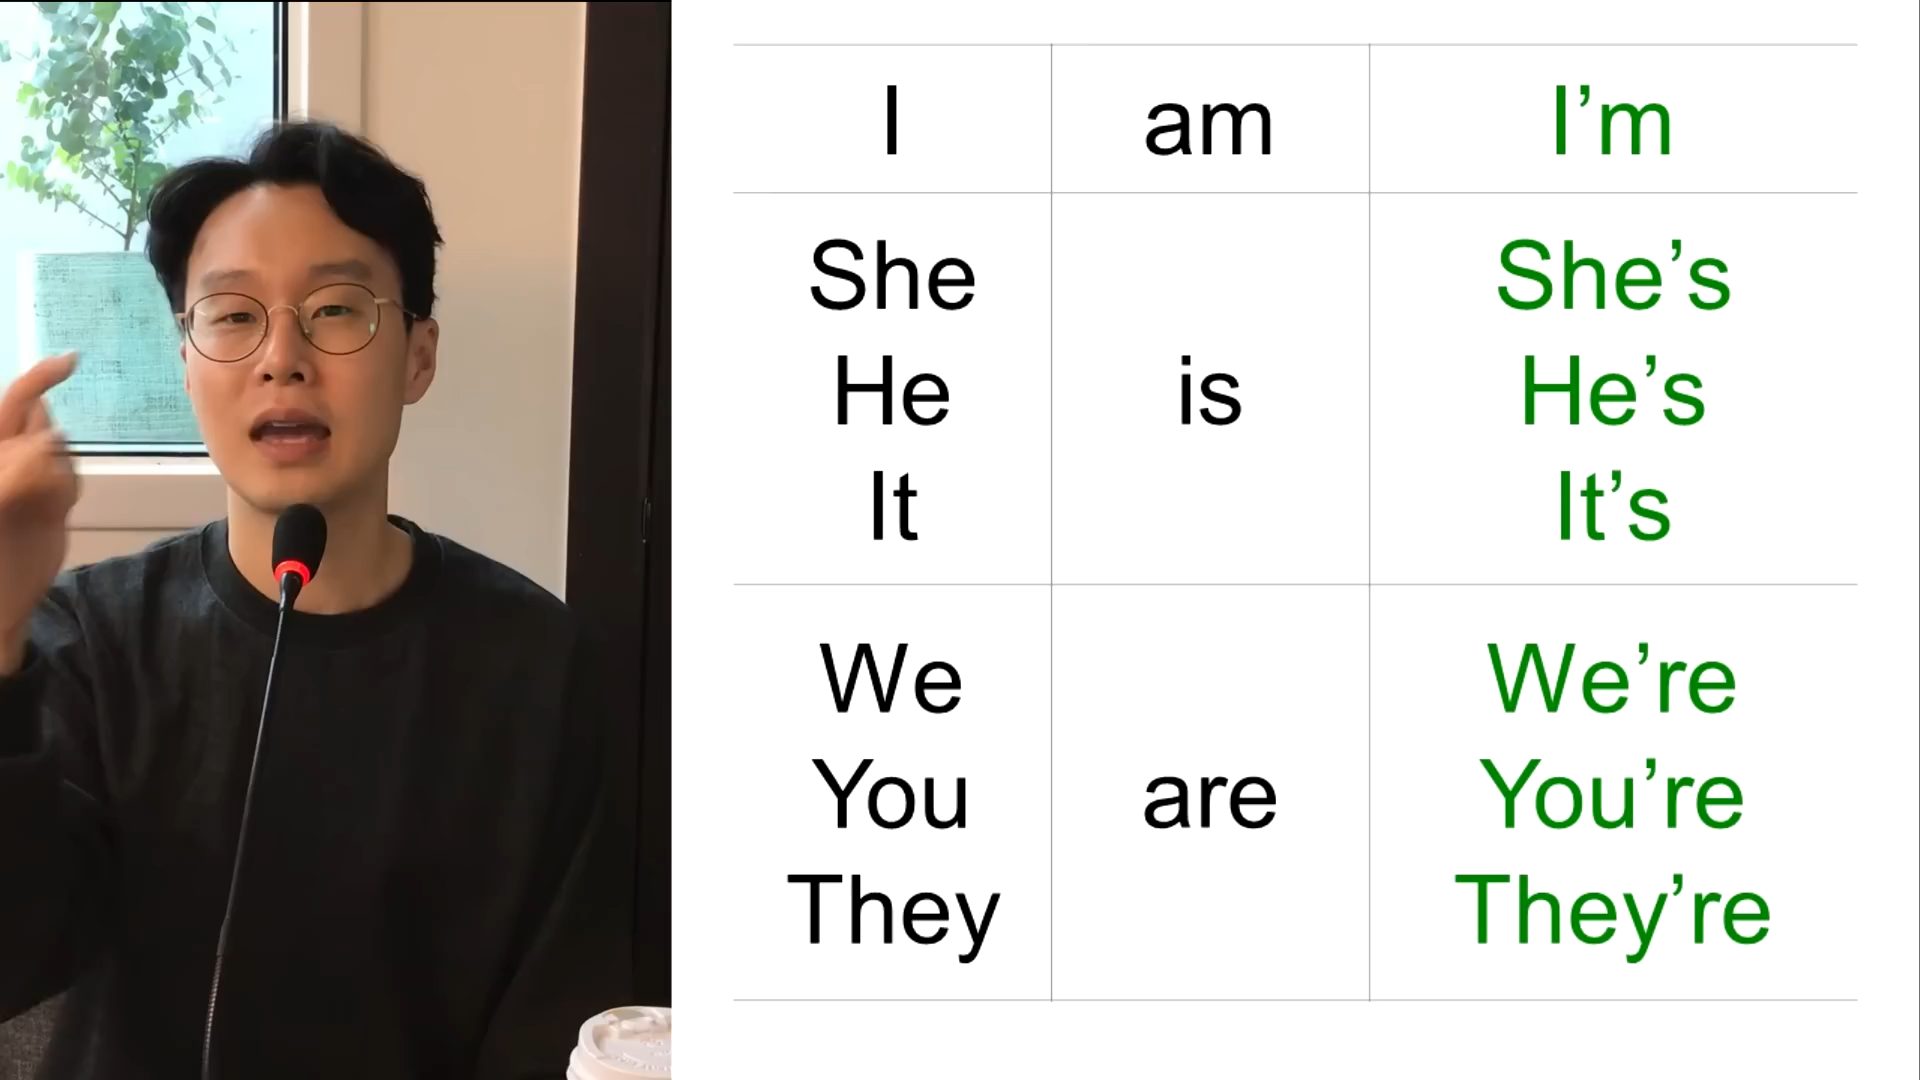 I am I’m
She She’s
He is He’s
It It’s
We We’re
You are You’re
They They’re